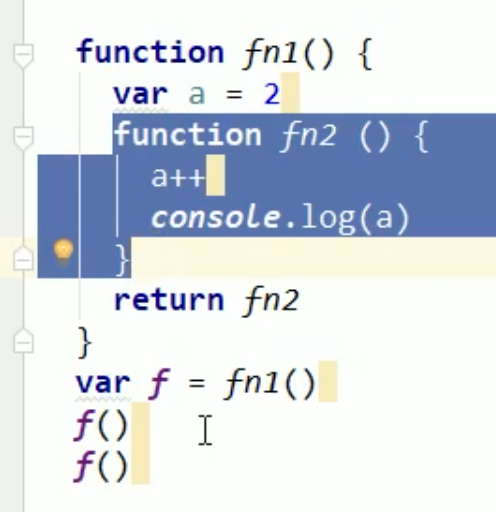 function fn1() {
var a = 2
function fn2 () {
a++
console.log(a)
}
return fn2
}
var f = fn1()
f()
f()